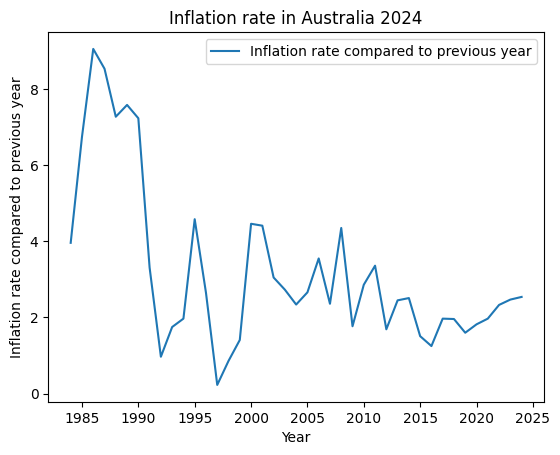 Inflation rate in Australia 2024
Inflation rate compared to previous year
Inflation rate compared to previous year
8
6
4
2
0
1985 1990 1995 2000 2005 2010 2015 2020 2025
Year